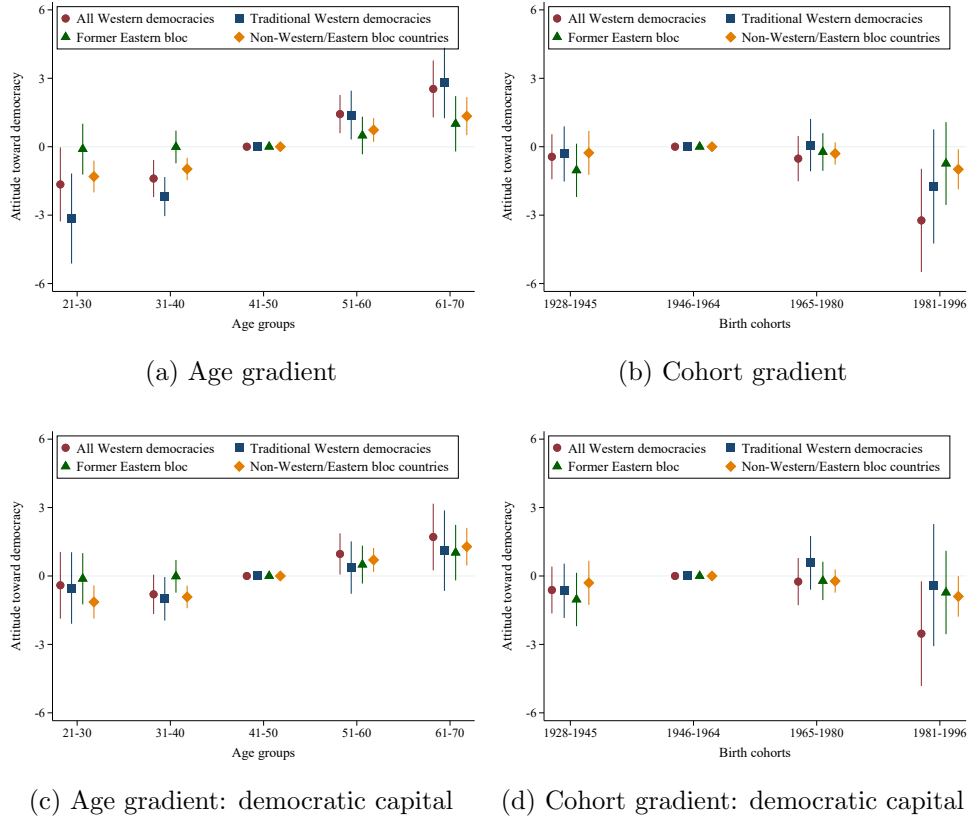 All Western democracies
Traditional Western democracies
Former Eastern bloc
Non-Western/Eastern bloc countries
Attitude toward democracy
6
3
0
-3
-6
21-30
31-40
41-50
51-60
61-70
Age groups
(a) Age gradient
All Western democracies
Traditional Western democracies
Former Eastern bloc
Non-Western/Eastern bloc countries
Attitude toward democracy
6
3
0
-3
-6
1928-1945
1946-1964
1965-1980
1981-1996
Birth cohorts
(b) Cohort gradient
All Western democracies
Traditional Western democracies
Former Eastern bloc
Non-Western/Eastern bloc countries
Attitude toward democracy
6
3
0
-3
-6
21-30
31-40
41-50
51-60
61-70
Age groups
(c) Age gradient: democratic capital
All Western democracies
Traditional Western democracies
Former Eastern bloc
Non-Western/Eastern bloc countries
Attitude toward democracy
6
3
0
-3
-6
1928-1945
1946-1964
1965-1980
1981-1996
Birth cohorts
(d) Cohort gradient: democratic capital